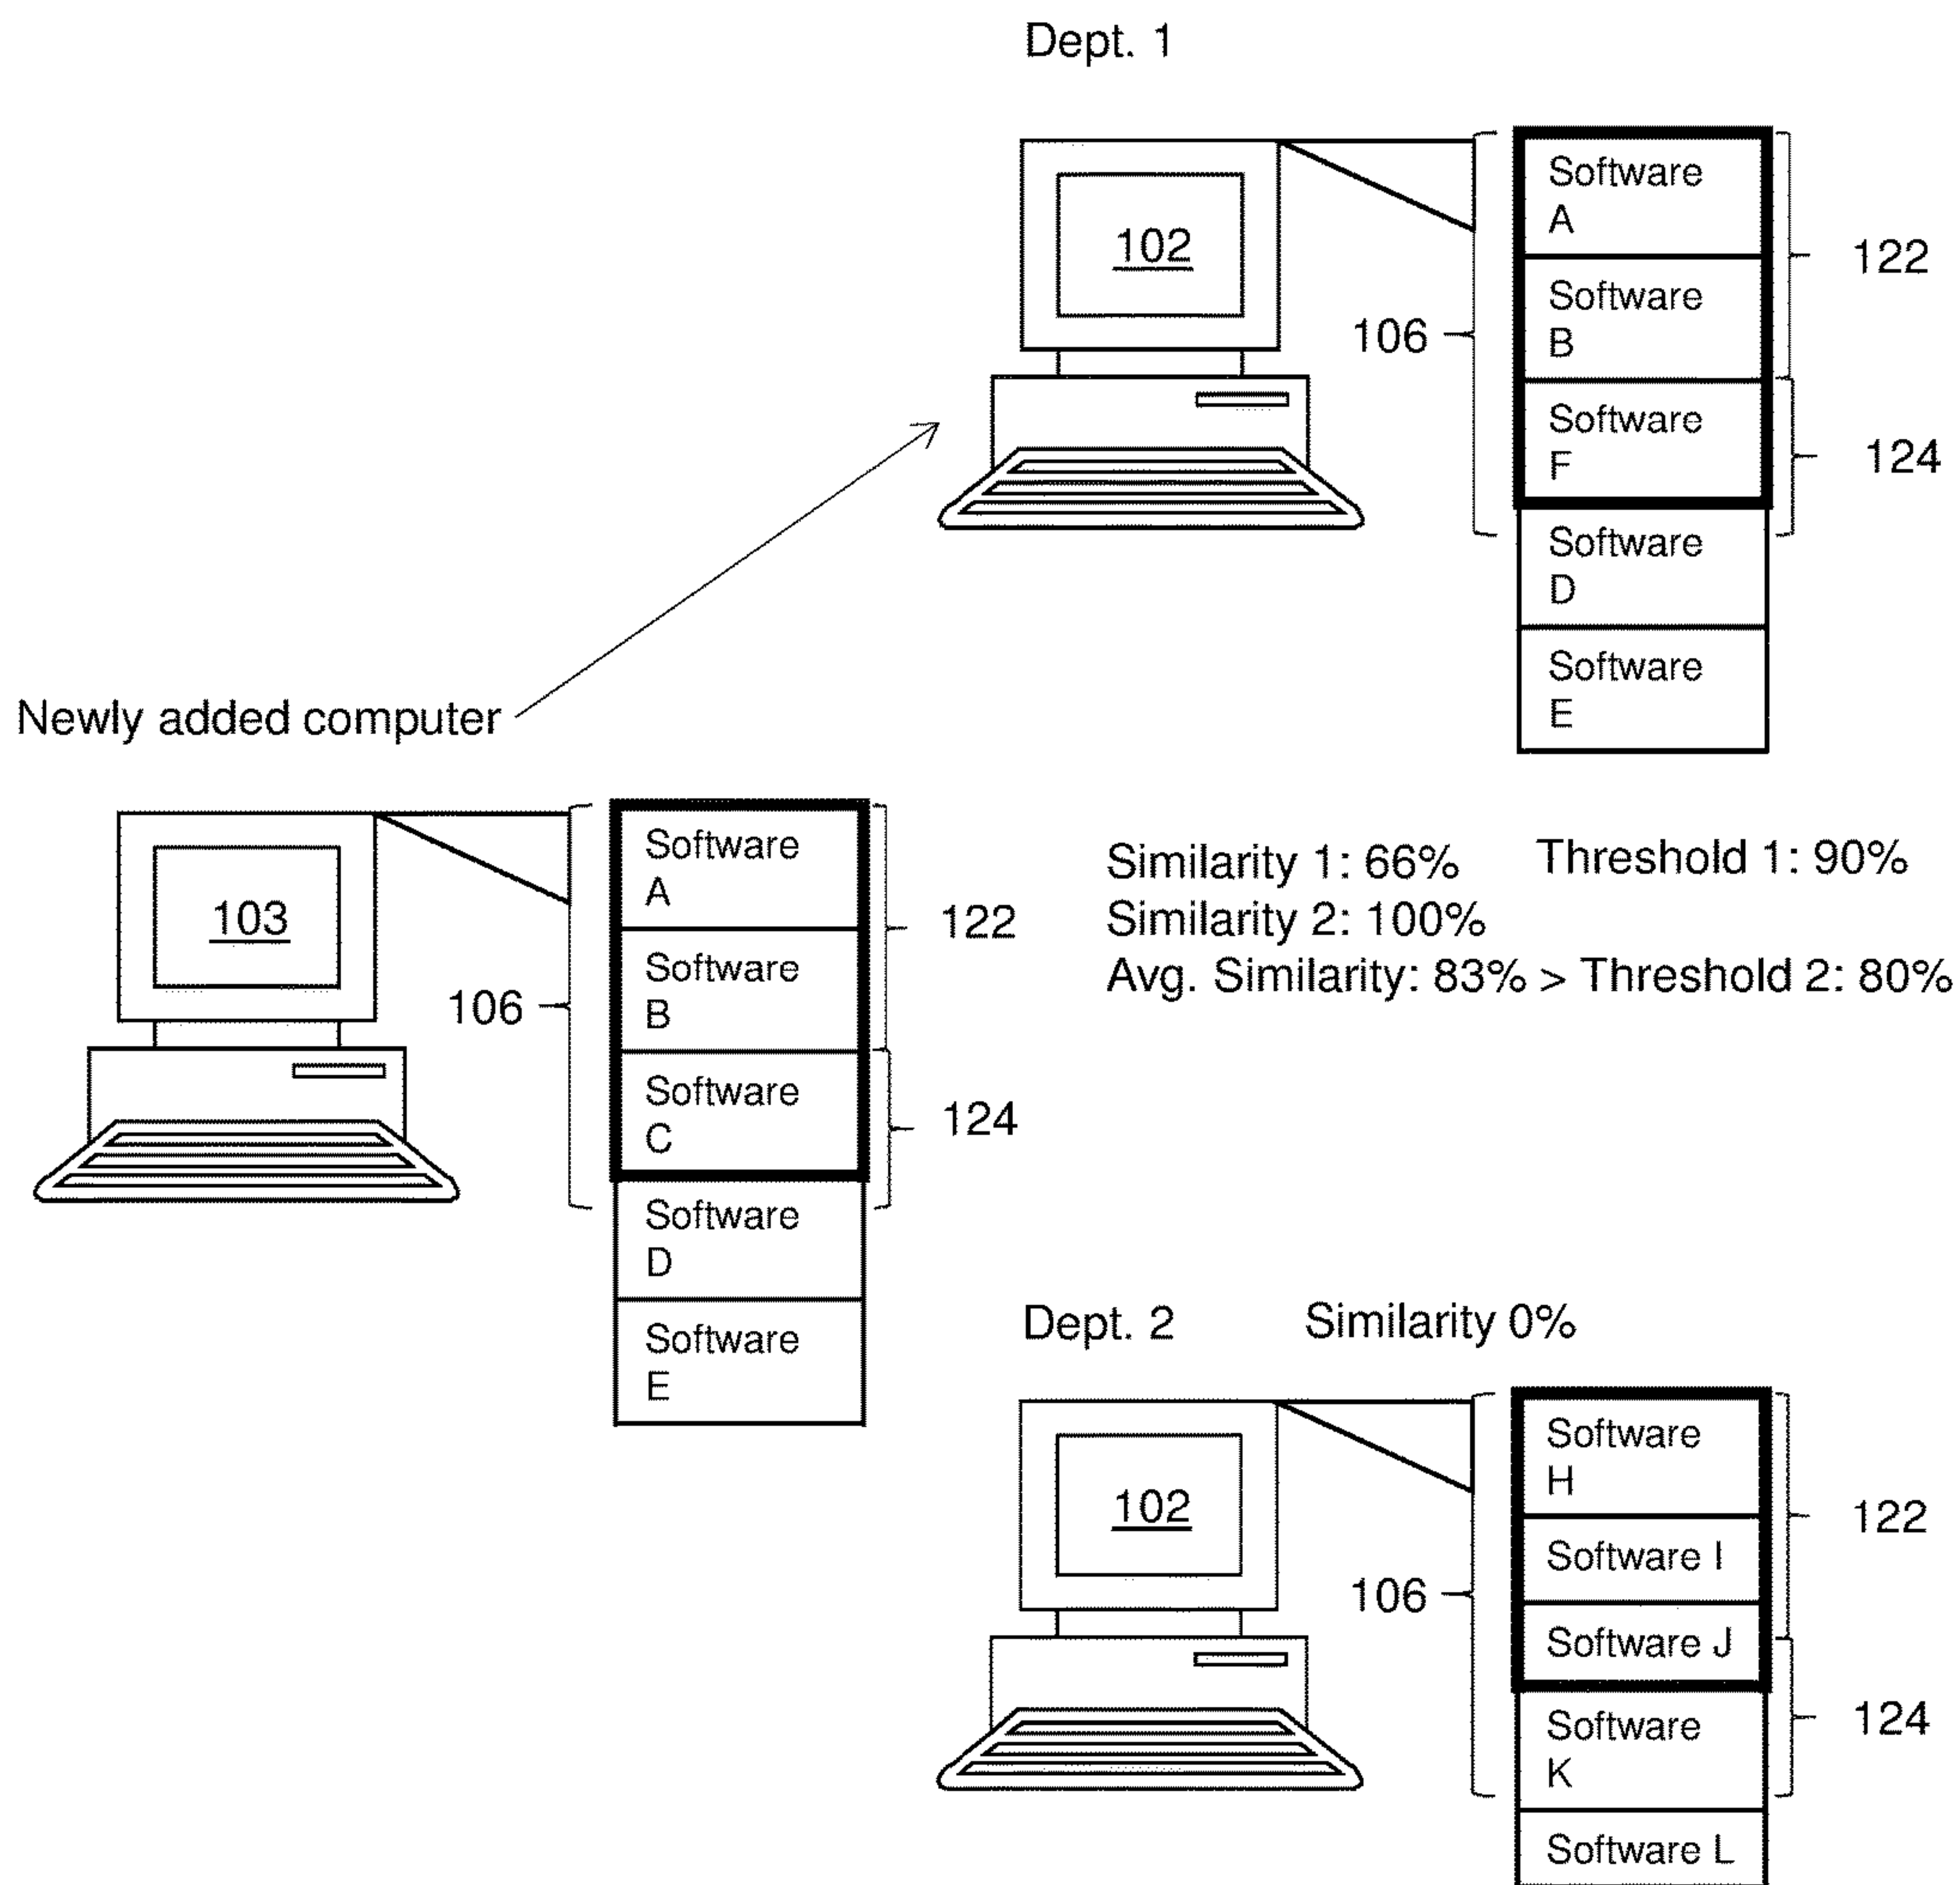 Dept. 1
102
106
Software
A
Software
B
Software
F
Software
D
Software
E
122
124
Newly added computer
103
106
Software
A
Software
B
Software
C
Software
D
Software
E
122
124
Similarity 1: 66% Threshold 1: 90%
Similarity 2: 100%
Avg. Similarity: 83% > Threshold 2: 80%
Dept. 2 Similarity 0%
102
106
Software
H
Software I
Software J
Software
K
Software L
122
124